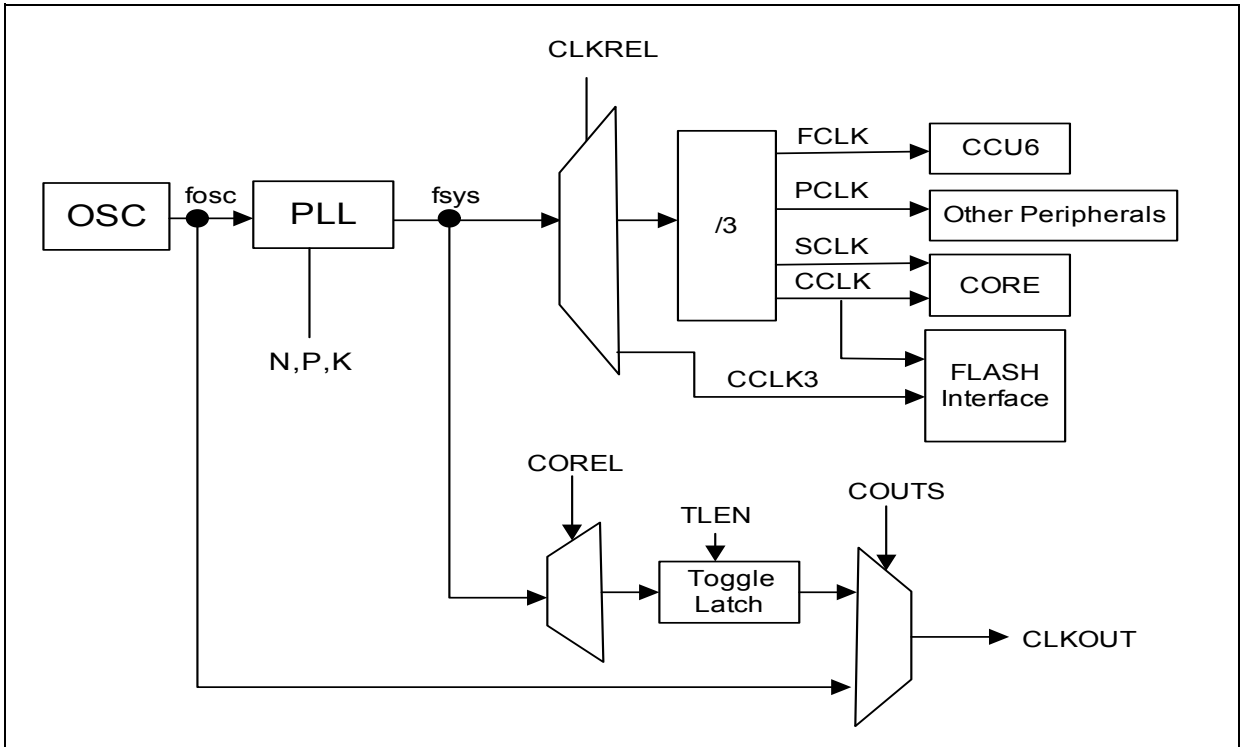 CLKREL
FCLK
CCU6
fosc
fsys
PCLK
OSC
PLL
/3
Other Peripherals
SCLK
CCLK
CORE
N,P,K
CCLK3
FLASH
Interface
COREL
COUTS
TLEN
Toggle
Latch
CLKOUT